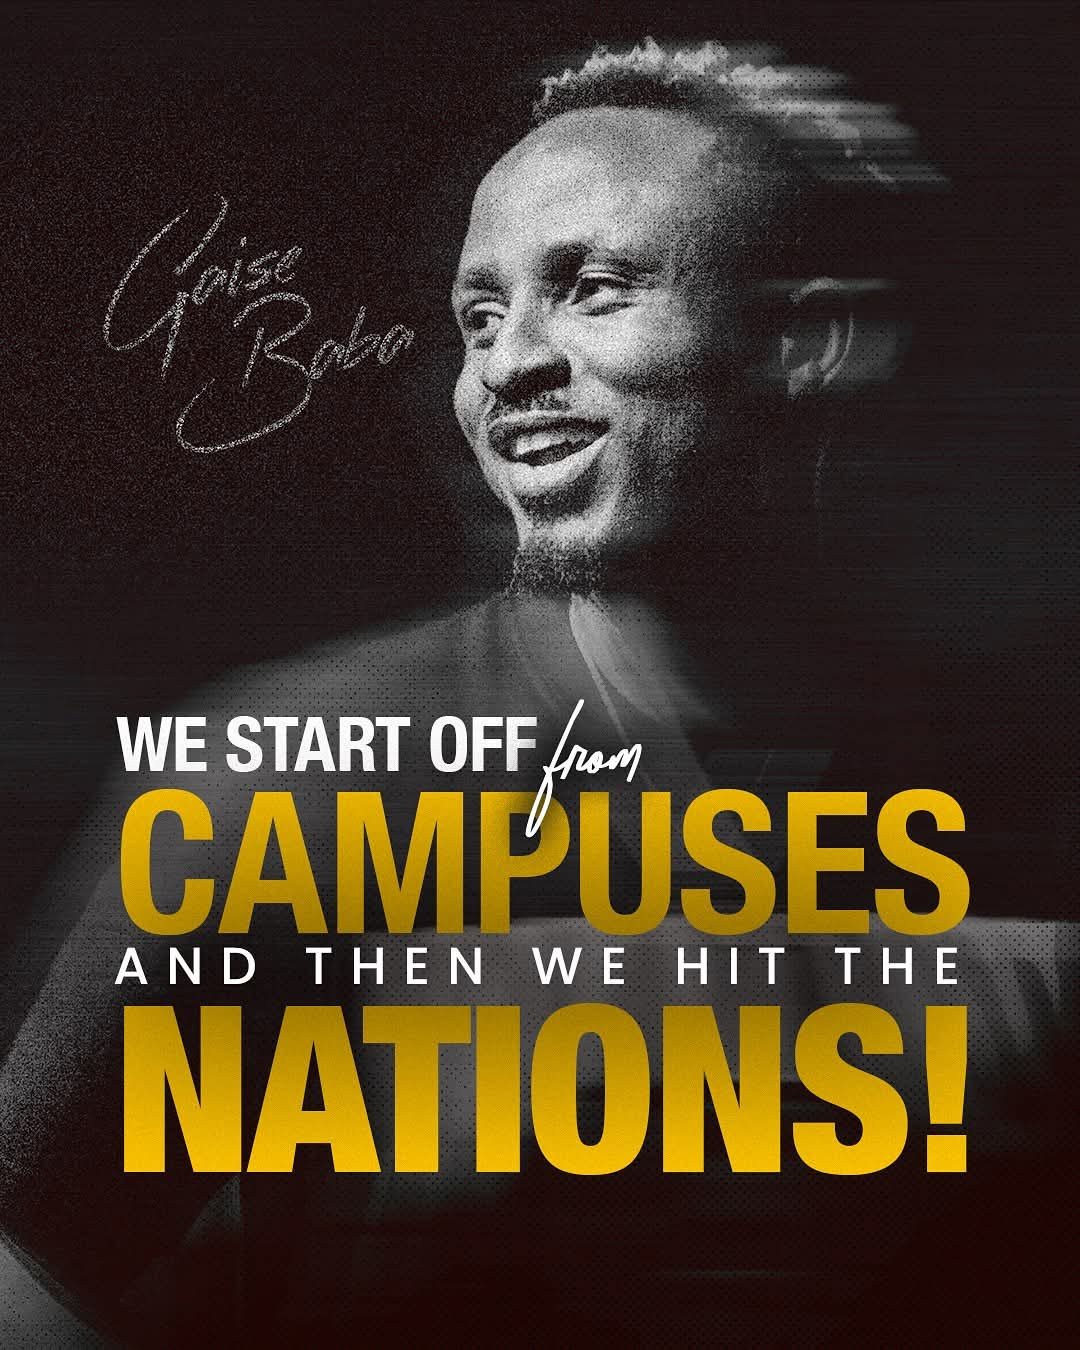 Gaise
Baba
WE START OFF from
CAMPUSES
AND THEN WE HIT THE
NATIONS!